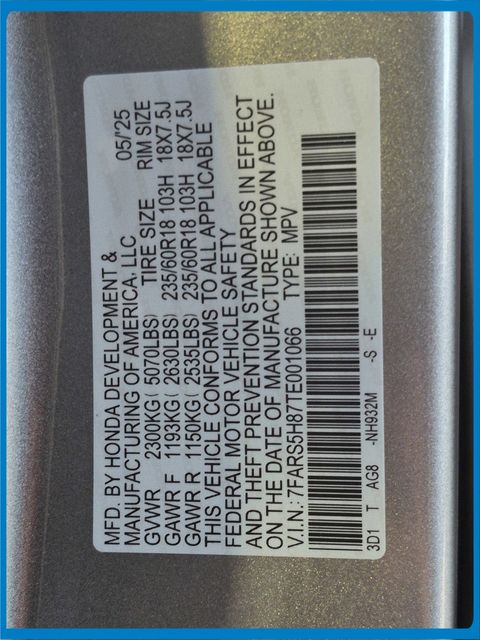 MFD. BY HONDA DEVELOPMENT &
MANUFACTURING OF AMERICA, LLC 05/'25
GVWR 2300KG( 5070LBS) TIRE SIZE RIM SIZE
GAWR F 1193KG( 2630LBS) 235/60R18 103H 18X7.5J
GAWR R 1150KG( 2535LBS) 235/60R18 103H 18X7.5J
THIS VEHICLE CONFORMS TO ALL APPLICABLE
FEDERAL MOTOR VEHICLE SAFETY
AND THEFT PREVENTION STANDARDS IN EFFECT
ON THE DATE OF MANUFACTURE SHOWN ABOVE.
V.I.N.: 7FARS5H87TE001066 TYPE: MPV
3D1 T AG8 -NH932M -S -E